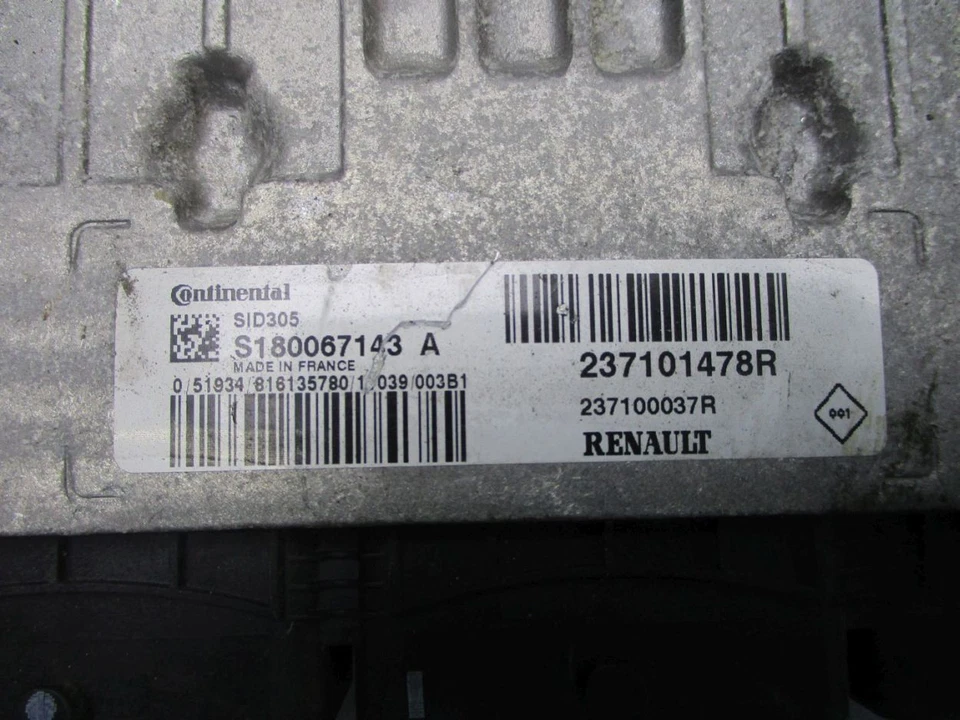 Continental
SID305
S180067143 A
MADE IN FRANCE
0/51934/816135780/1 039/003B1
237101478R
237100037R
RENAULT